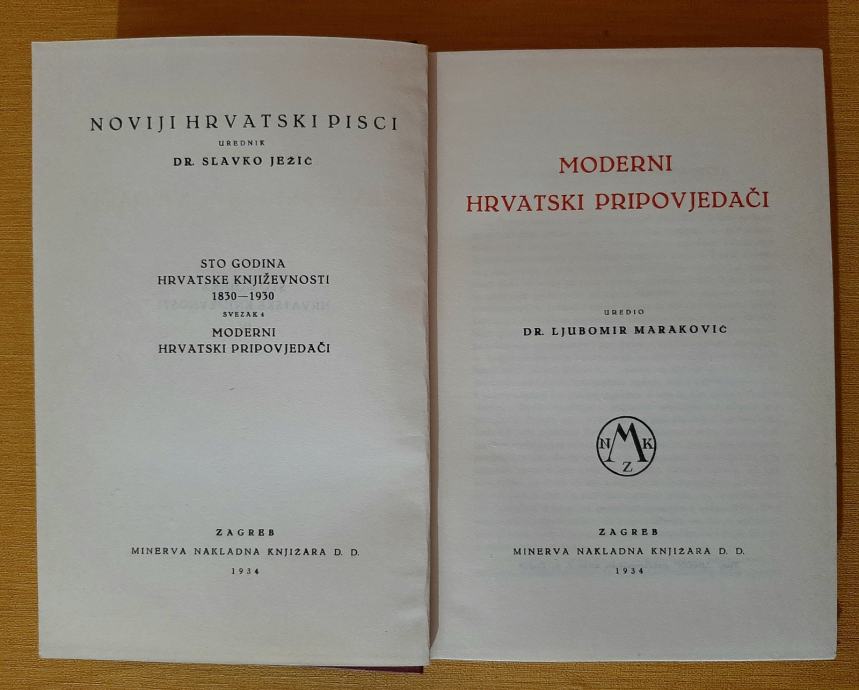 NOVIJI HRVATSKI PISCI
UREDNIK
DR. SLAVKO JEŽIĆ
STO GODINA
HRVATSKE KNJIŽEVNOSTI
1830—1930
SVEZAK 4
MODERNI
HRVATSKI PRIPOVJEDAČI
ZAGREB
MINERVA NAKLADNA KNJIŽARA D. D.
1934
MODERNI
HRVATSKI PRIPOVJEDAČI
UREDIO
DR. LJUBOMIR MARAKOVIĆ
N M K
Z
ZAGREB
MINERVA NAKLADNA KNJIŽARA D. D.
1934